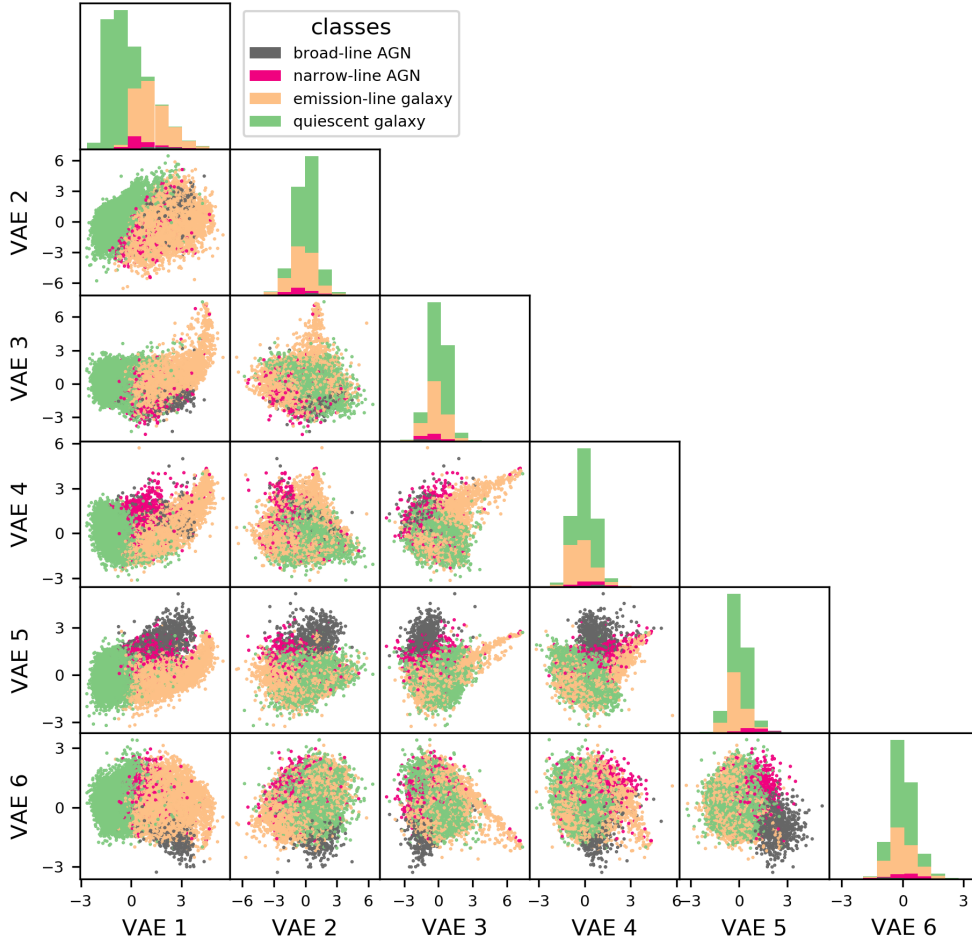 classes
broad-line AGN
narrow-line AGN
emission-line galaxy
quiescent galaxy
VAE 2
6
3
0
−3
−6
VAE 3
6
3
0
−3
VAE 4
6
3
0
−3
VAE 5
3
0
−3
VAE 6
3
0
−3
−3 0 3 −6 −3 0 3 6 −3 0 3 6 −3 0 3 6 −3 0 3 −3 0 3
VAE 1 VAE 2 VAE 3 VAE 4 VAE 5 VAE 6